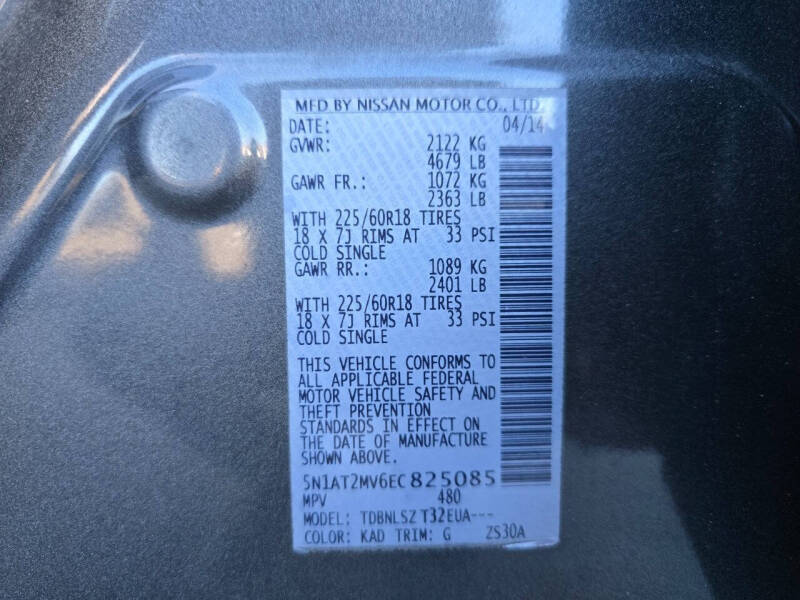 MFD BY NISSAN MOTOR CO., LTD.
DATE: 04/14
GVWR: 2122 KG
4679 LB
GAWR FR.: 1072 KG
2363 LB
WITH 225/60R18 TIRES
18 X 7J RIMS AT 33 PSI
COLD SINGLE
GAWR RR.: 1089 KG
2401 LB
WITH 225/60R18 TIRES
18 X 7J RIMS AT 33 PSI
COLD SINGLE
THIS VEHICLE CONFORMS TO
ALL APPLICABLE FEDERAL
MOTOR VEHICLE SAFETY AND
THEFT PREVENTION
STANDARDS IN EFFECT ON
THE DATE OF MANUFACTURE
SHOWN ABOVE.
5N1AT2MV6EC825085
MPV 480
MODEL: TDBNLSZ T32EUA---
COLOR: KAD TRIM: G ZS30A